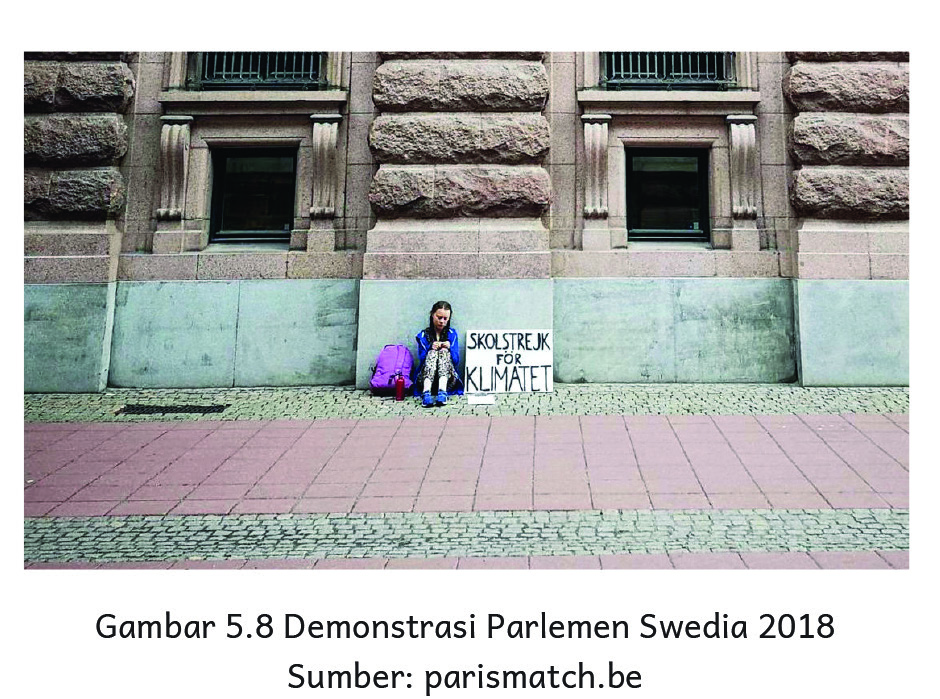 SKOLSTREJK
FÖR
KLIMATET
Gambar 5.8 Demonstrasi Parlemen Swedia 2018
Sumber: parismatch.be